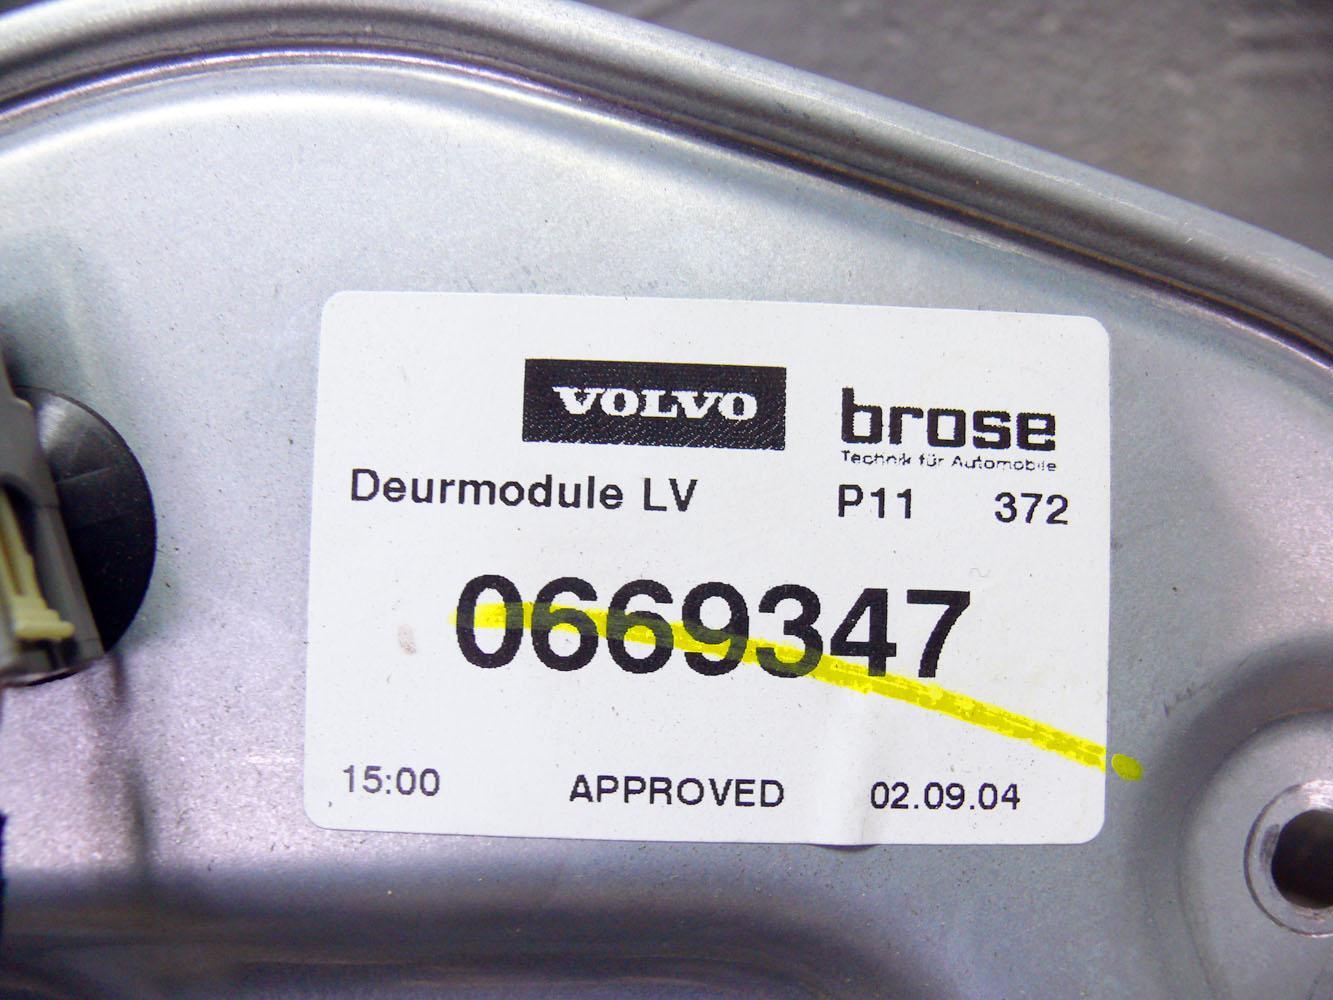 VOLVO
brose
Technik für Automobile
Deurmodule LV P11 372
0669347
15:00 APPROVED 02.09.04